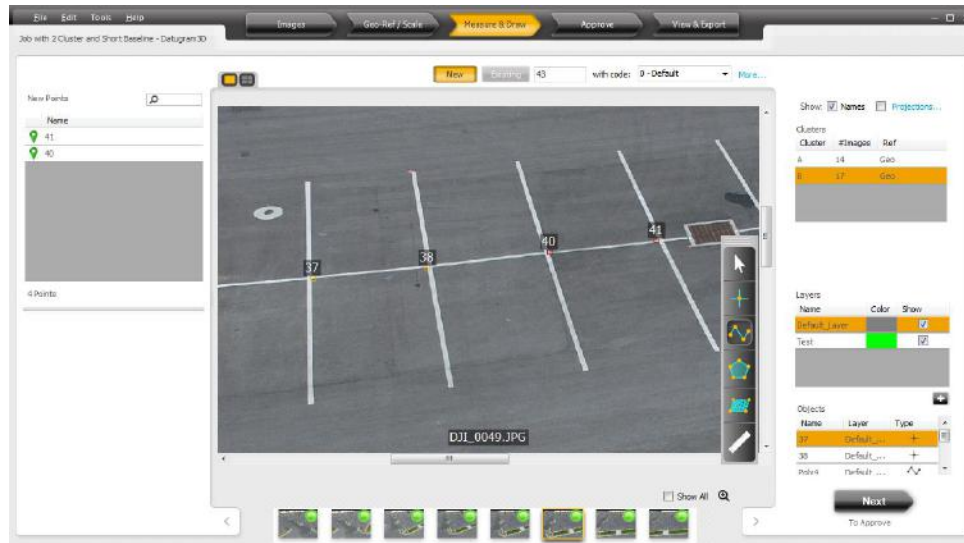 File Edit Tools Help
Images Geo-Ref / Scale Measure & Draw Approve View & Export
Job with 2 Cluster and Short Baseline - Datugram3D
New Existing 43 with code: 0 - Default More...
New Points
Name
41
40
4 Points
37
38
40
41
DJI_0049.JPG
Show All
Show: Names Projections...
Clusters
Cluster #Images Ref
A 14 Geo
B 17 Geo
Layers
Name Color Show
Default_Layer
Test
Objects
Name Layer Type
37 Default_...
38 Default_...
Poly4 Default_...
Next
To Approve